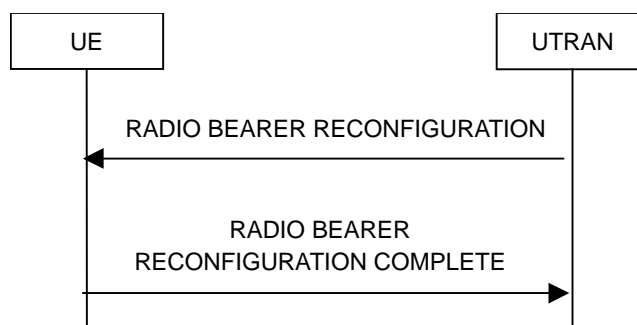 UE
UTRAN
RADIO BEARER RECONFIGURATION
RADIO BEARER
RECONFIGURATION COMPLETE